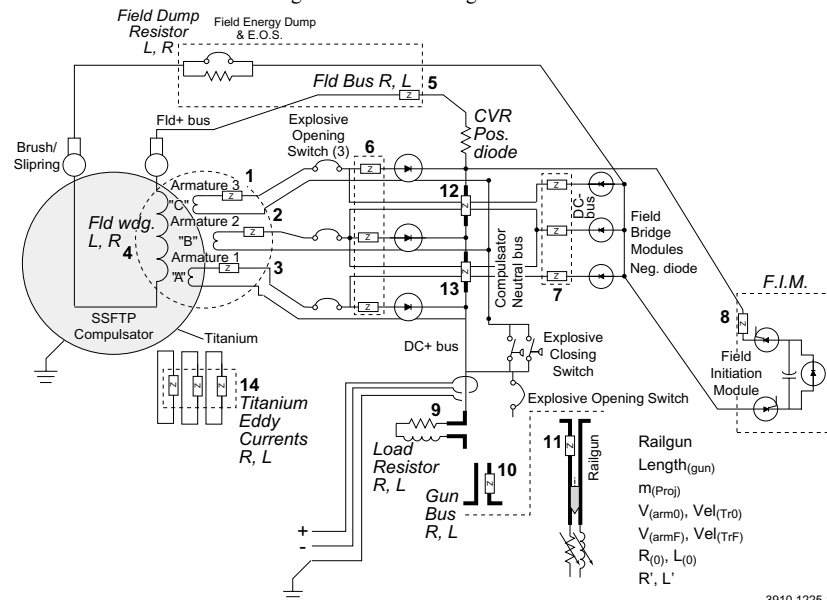 Field Dump
Resistor
L, R
Field Energy Dump
& E.O.S.
Fld Bus R, L
5
Fld+ bus
CVR
Pos.
diode
Brush/
Slipring
Explosive
Opening
Switch (3)
6
1
Armature 3
"C"
Z
2
Armature 2
"B"
Z
3
Armature 1
"A"
Z
Fld wdg.
L, R
4
SSFTP
Compulsator
Titanium
12
Z
13
Z
Compulsator
Neutral bus
DC-
bus
7
Z
Z
Z
Field
Bridge
Modules
Neg. diode
F.I.M.
8
Z
Field
Initiation
Module
DC+ bus
Explosive
Closing
Switch
Explosive Opening Switch
14
Z
Z
Z
Titanium
Eddy
Currents
R, L
9
Load
Resistor
R, L
10
Z
Gun
Bus
R, L
11
Z
i
Railgun
+
-
Railgun
Length(gun)
m(Proj)
V(arm0), Vel(Tr0)
V(armF), Vel(TrF)
R(0), L(0)
R', L'